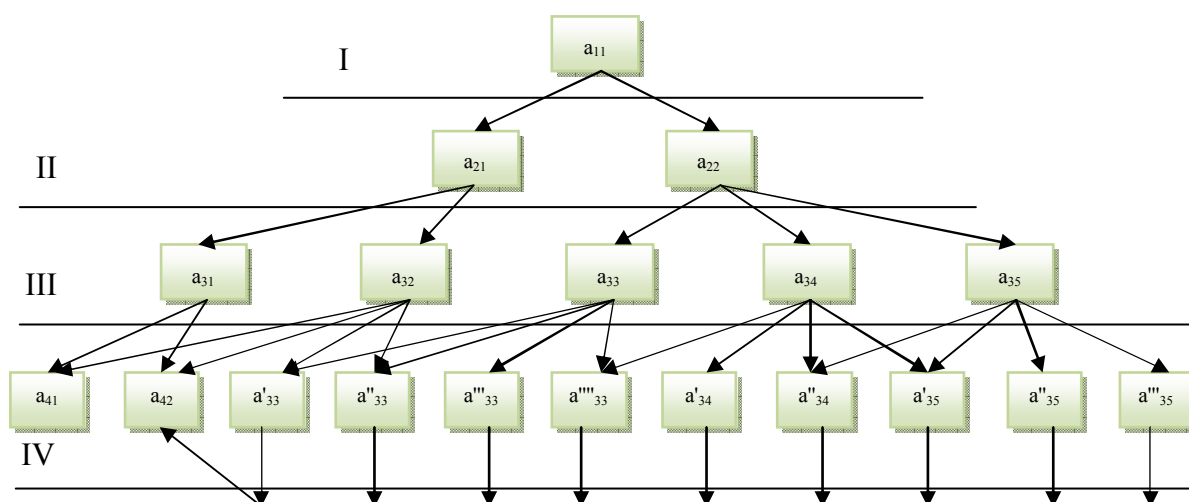 I
a₁₁
II
a₂₁ a₂₂
III
a₃₁ a₃₂ a₃₃ a₃₄ a₃₅
a₄₁ a₄₂ a'₃₃ a''₃₃ a'''₃₃ a''''₃₃ a'₃₄ a''₃₄ a'₃₅ a''₃₅ a'''₃₅
IV